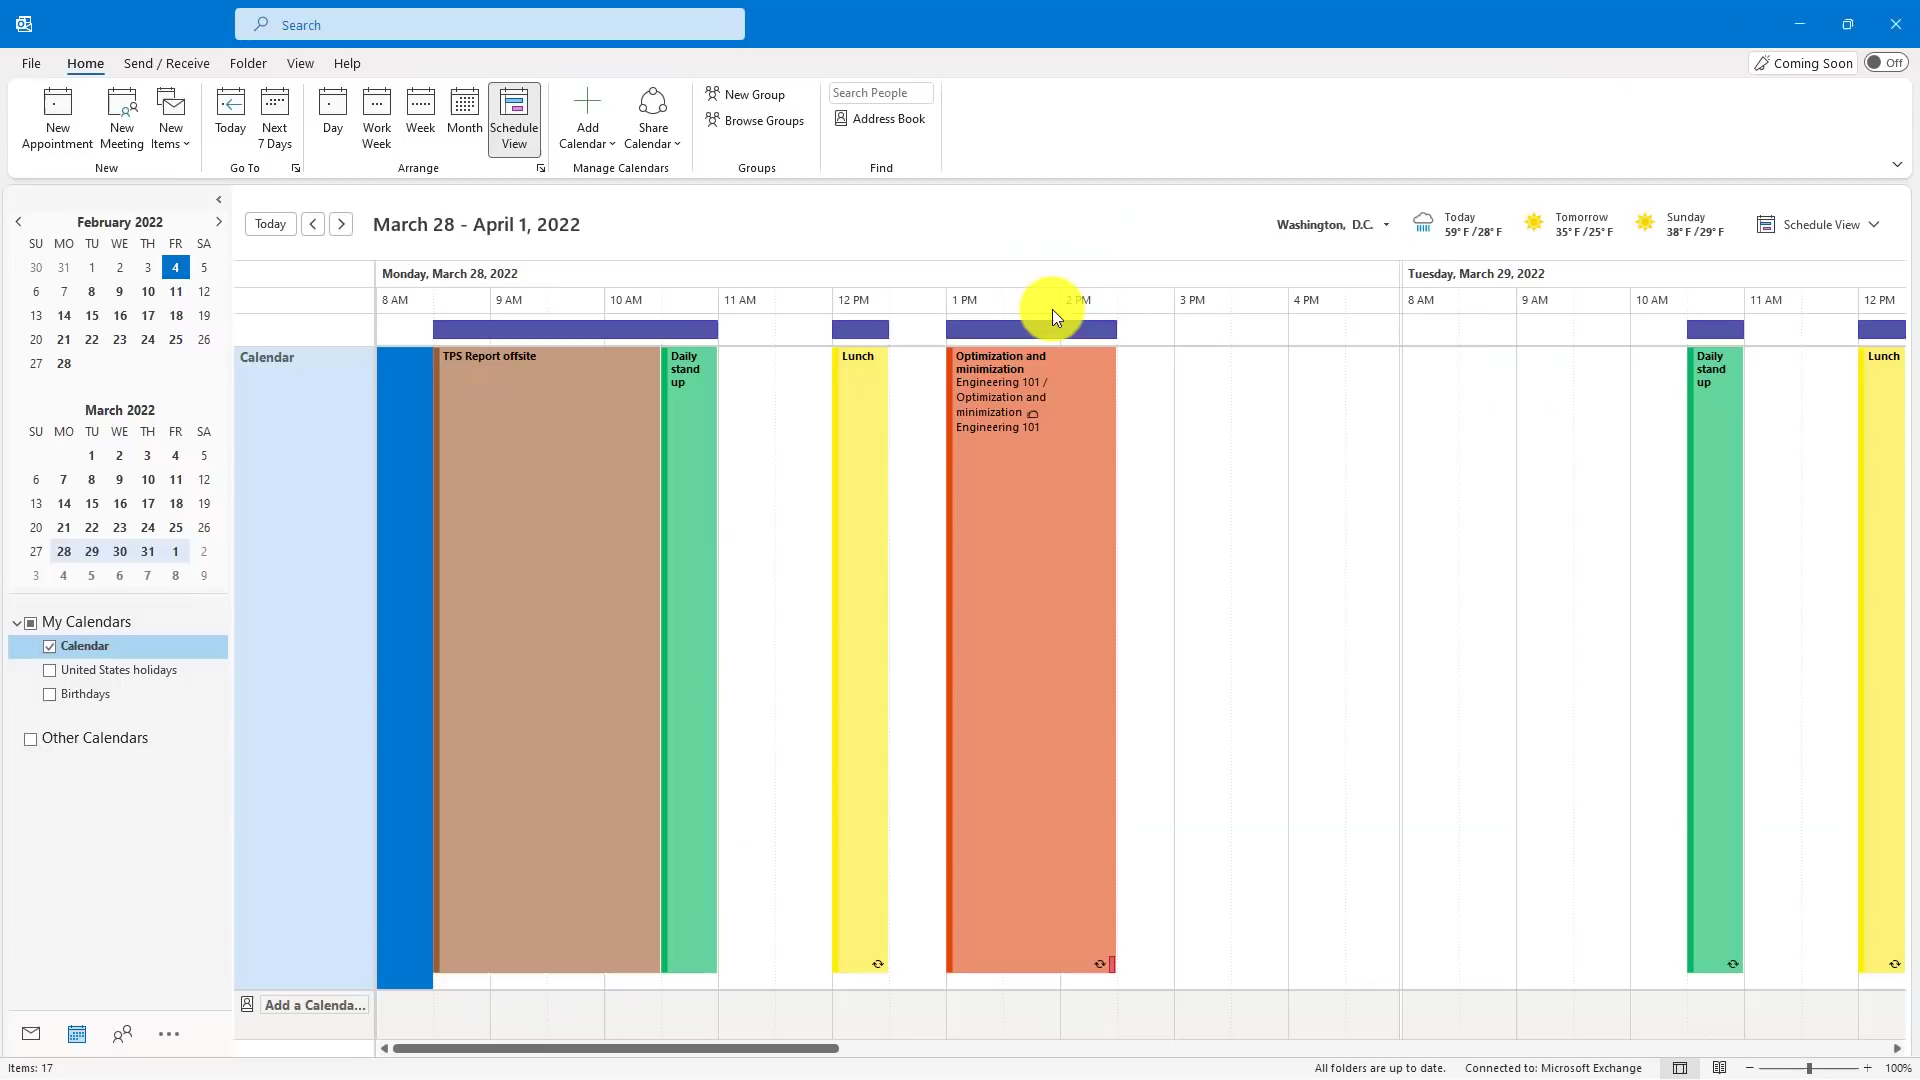 Search
File Home Send / Receive Folder View Help
Coming Soon Off
New Appointment
New Meeting
New Items
Today
Next 7 Days
Day
Work Week
Week
Month
Schedule View
Add Calendar
Share Calendar
New Group
Browse Groups
Search People
Address Book
New
Go To
Arrange
Manage Calendars
Groups
Find
February 2022
SU MO TU WE TH FR SA
30 31 1 2 3 4 5
6 7 8 9 10 11 12
13 14 15 16 17 18 19
20 21 22 23 24 25 26
27 28
March 2022
SU MO TU WE TH FR SA
1 2 3 4 5
6 7 8 9 10 11 12
13 14 15 16 17 18 19
20 21 22 23 24 25 26
27 28 29 30 31 1 2
3 4 5 6 7 8 9
My Calendars
Calendar
United States holidays
Birthdays
Other Calendars
Today
March 28 - April 1, 2022
Washington, D.C.
Today
59° F / 28° F
Tomorrow
35° F / 25° F
Sunday
38° F / 29° F
Schedule View
Monday, March 28, 2022
Tuesday, March 29, 2022
8 AM 9 AM 10 AM 11 AM 12 PM 1 PM 2 PM 3 PM 4 PM 8 AM 9 AM 10 AM 11 AM 12 PM
Calendar
TPS Report offsite
Daily
stand
up
Lunch
Optimization and
minimization
Engineering 101 /
Optimization and
minimization
Engineering 101
Daily
stand
up
Lunch
Add a Calenda...
Items: 17
All folders are up to date.
Connected to: Microsoft Exchange
100%